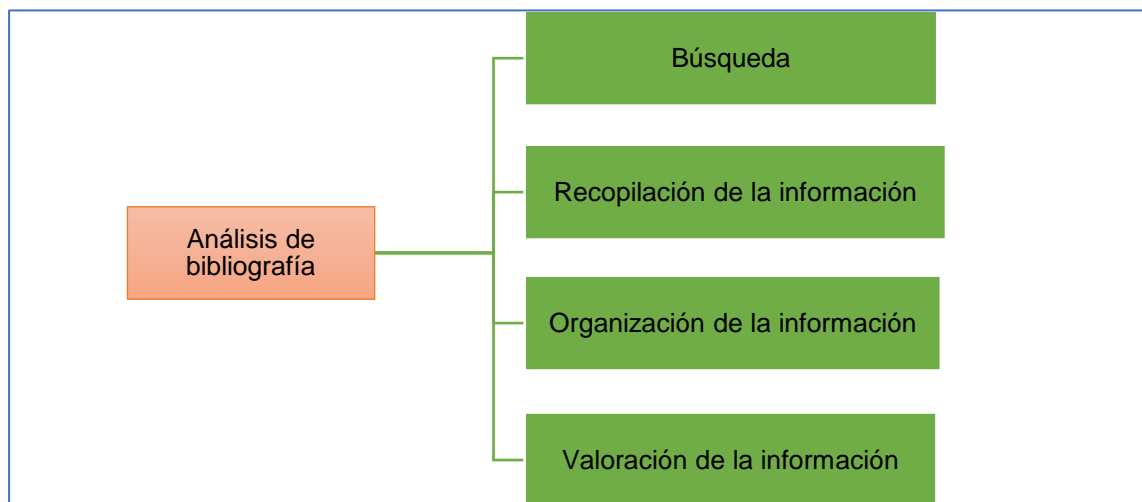 Búsqueda
Recopilación de la información
Análisis de
bibliografía
Organización de la información
Valoración de la información